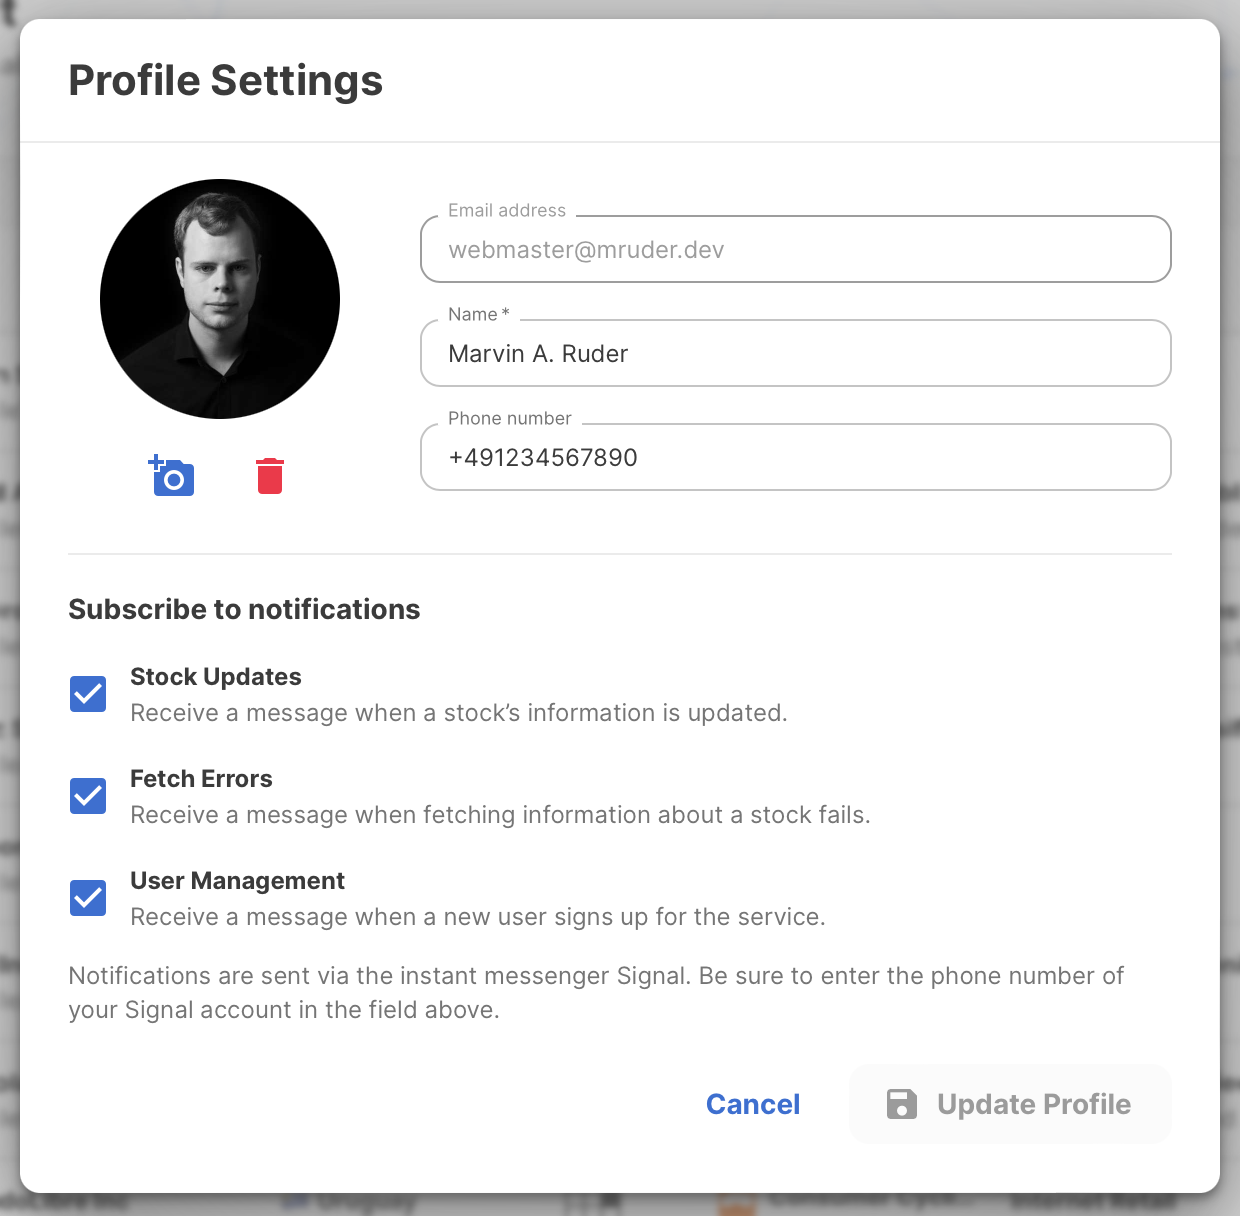 Profile Settings
Email address
webmaster@mruder.dev
Name *
Marvin A. Ruder
Phone number
+491234567890
Subscribe to notifications
Stock Updates
Receive a message when a stock’s information is updated.
Fetch Errors
Receive a message when fetching information about a stock fails.
User Management
Receive a message when a new user signs up for the service.
Notifications are sent via the instant messenger Signal. Be sure to enter the phone number of
your Signal account in the field above.
Cancel
Update Profile
Uruguay